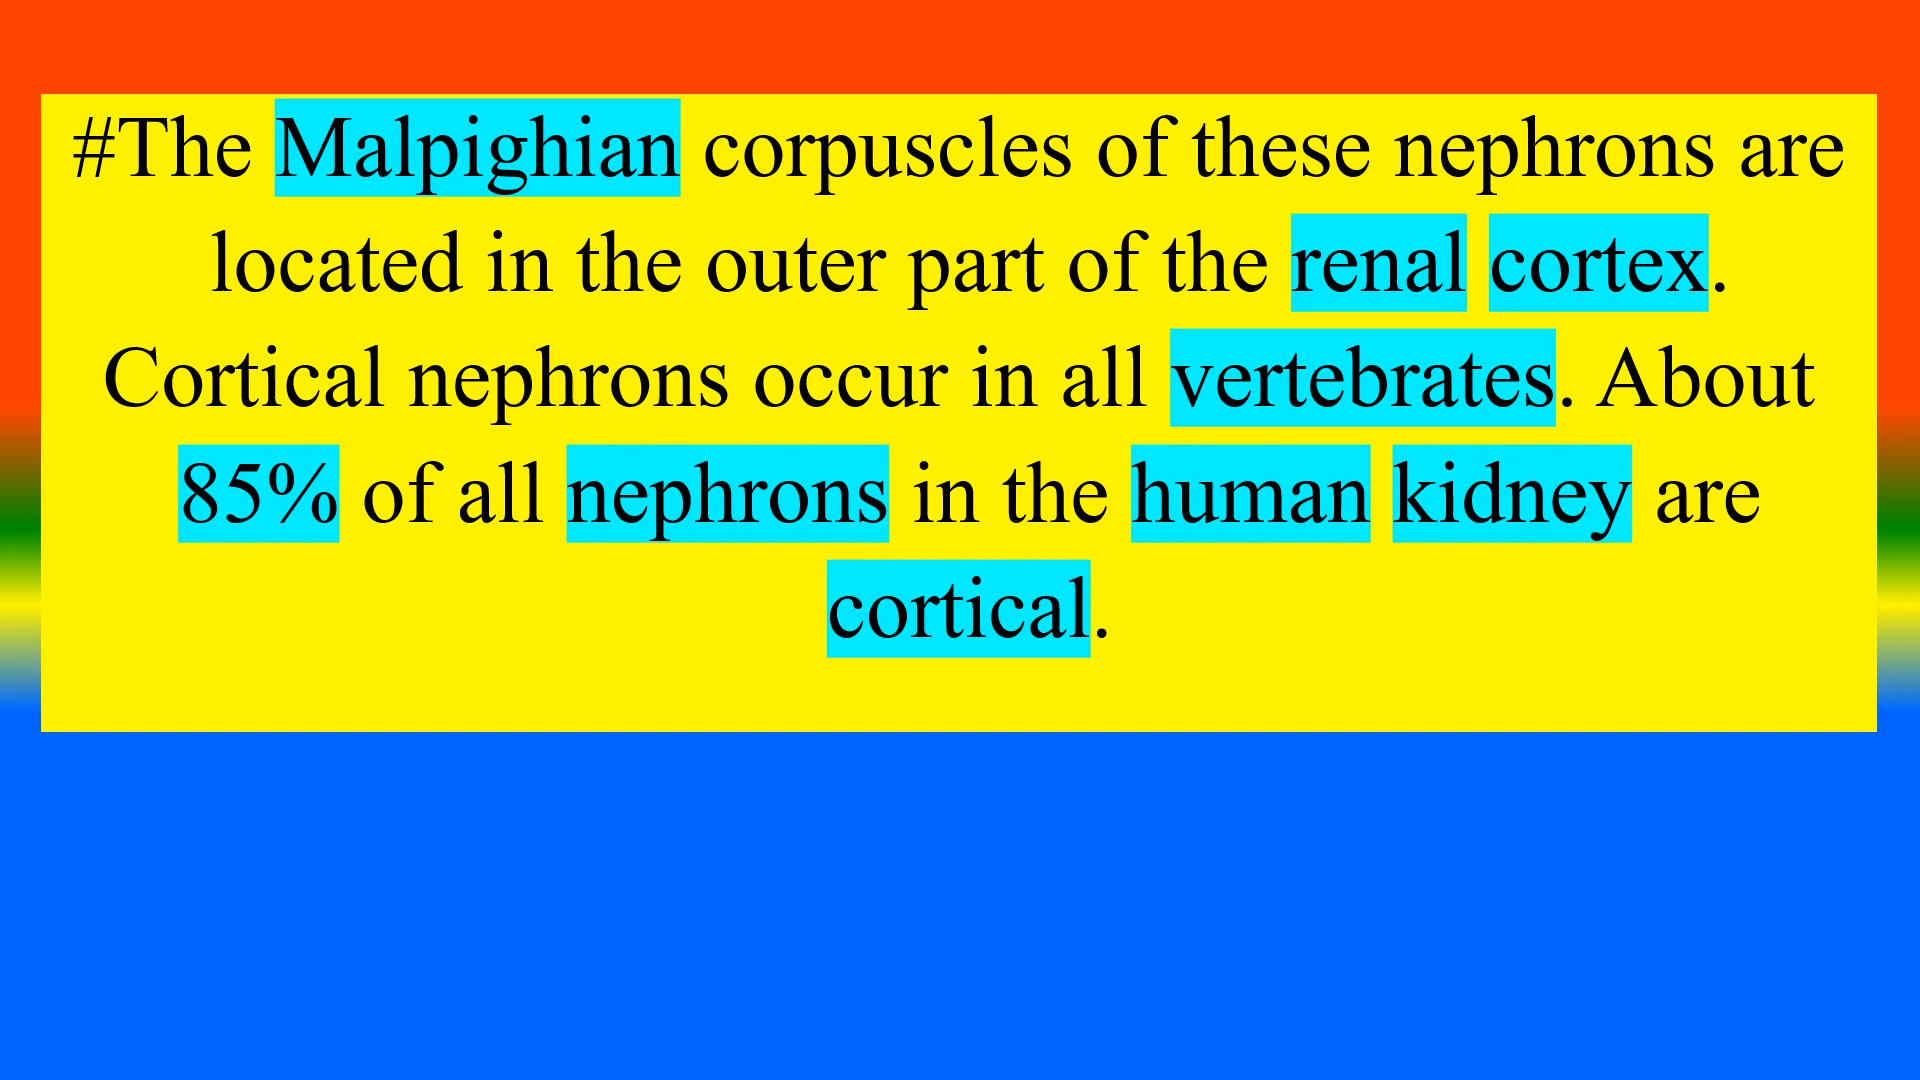 #The Malpighian corpuscles of these nephrons are
located in the outer part of the renal cortex.
Cortical nephrons occur in all vertebrates. About
85% of all nephrons in the human kidney are
cortical.